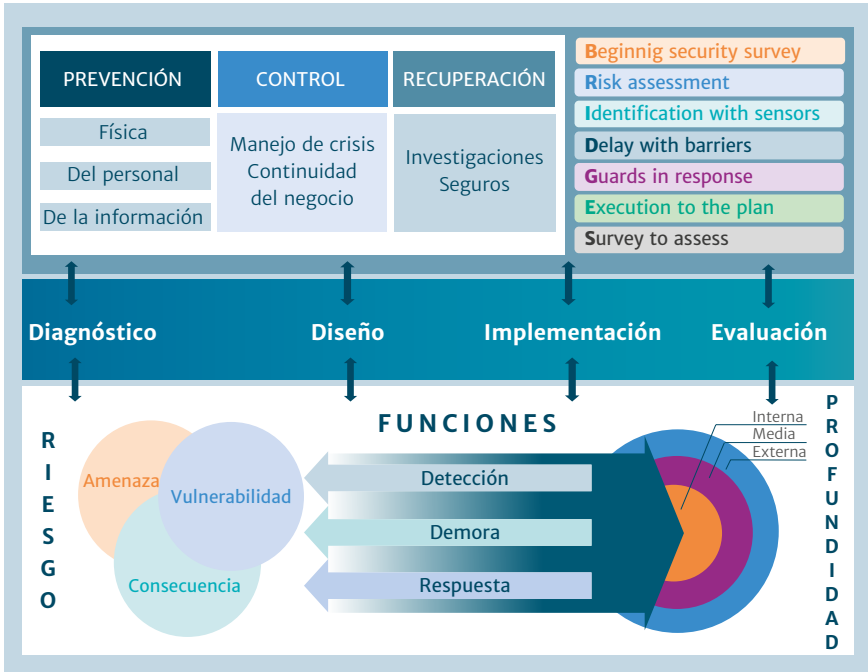 PREVENCIÓN
Física
Del personal
De la información
CONTROL
Manejo de crisis
Continuidad
del negocio
RECUPERACIÓN
Investigaciones
Seguros
Beginnig security survey
Risk assessment
Identification with sensors
Delay with barriers
Guards in response
Execution to the plan
Survey to assess
Diagnóstico
Diseño
Implementación
Evaluación
RIESGO
Amenaza
Vulnerabilidad
Consecuencia
FUNCIONES
Detección
Demora
Respuesta
Interna
Media
Externa
PROFUNDIDAD